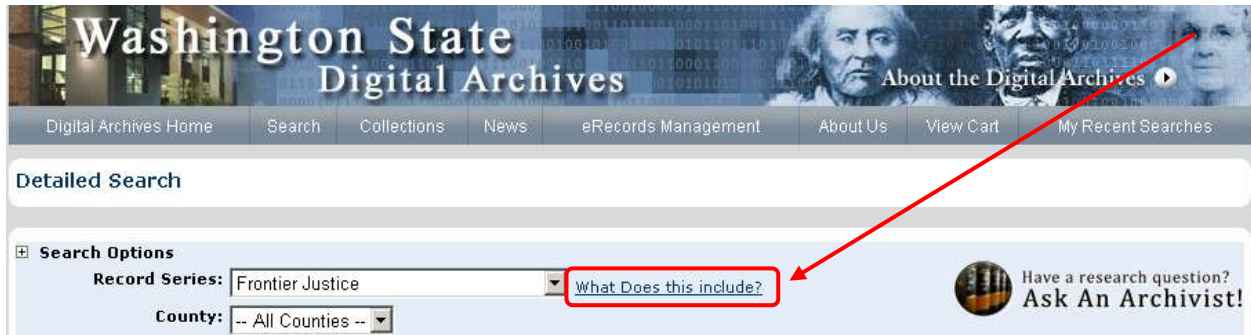 Washington State
Digital Archives
About the Digital Archives
Digital Archives Home Search Collections News eRecords Management About Us View Cart My Recent Searches
Detailed Search
Search Options
Record Series: Frontier Justice What Does this include?
Have a research question?
Ask An Archivist!
County: -- All Counties --